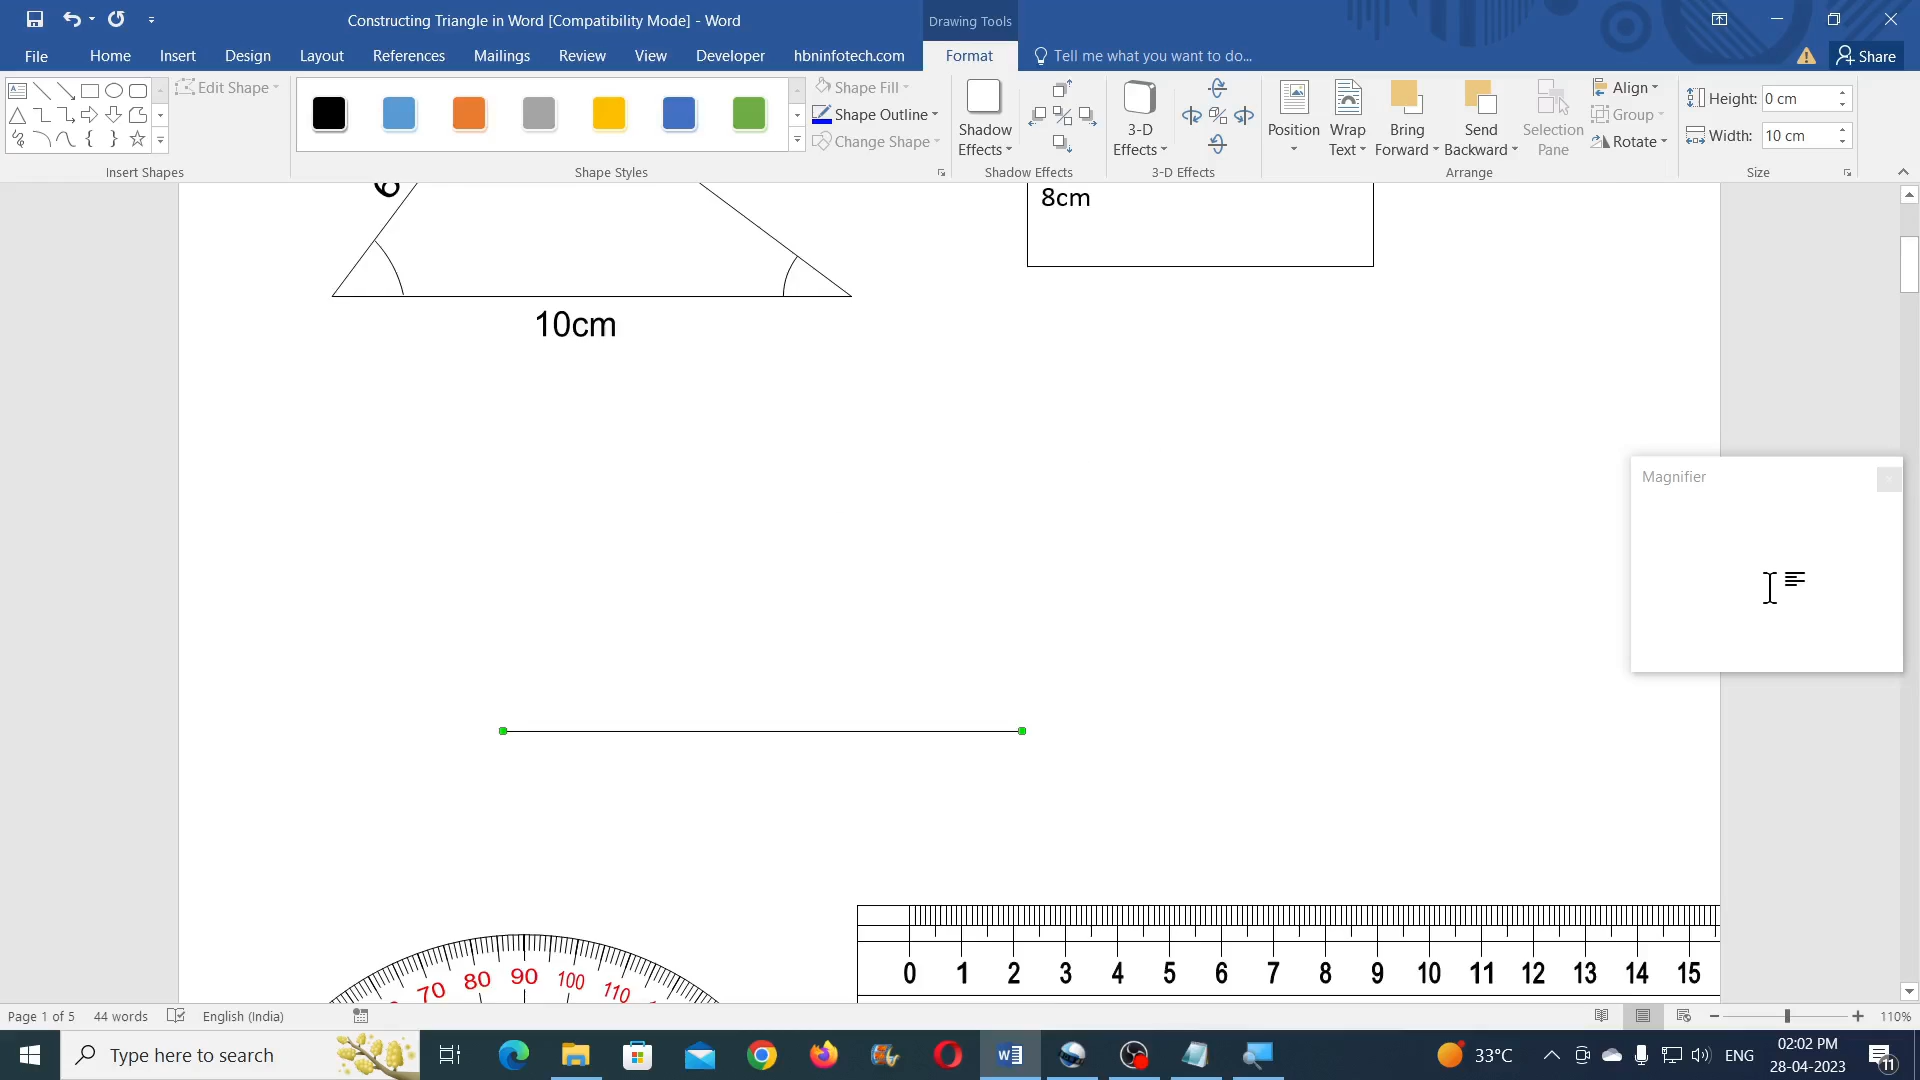 Constructing Triangle in Word [Compatibility Mode] - Word
Drawing Tools
File
Home
Insert
Design
Layout
References
Mailings
Review
View
Developer
hbninfotech.com
Format
Tell me what you want to do...
Share
Edit Shape
Shape Fill
Shape Outline
Change Shape
Shadow Effects
3-D Effects
Position
Wrap Text
Bring Forward
Send Backward
Selection Pane
Align
Group
Rotate
Height: 0 cm
Width: 10 cm
Insert Shapes
Shape Styles
Shadow Effects
3-D Effects
Arrange
Size
8cm
10cm
Magnifier
70 80 90 100 110
0 1 2 3 4 5 6 7 8 9 10 11 12 13 14 15
Page 1 of 5
44 words
English (India)
110%
Type here to search
33°C
ENG
02:02 PM
28-04-2023
11